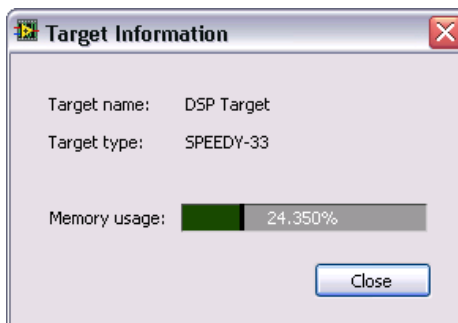 Target Information
Target name: DSP Target
Target type: SPEEDY-33
Memory usage: 24.350%
Close